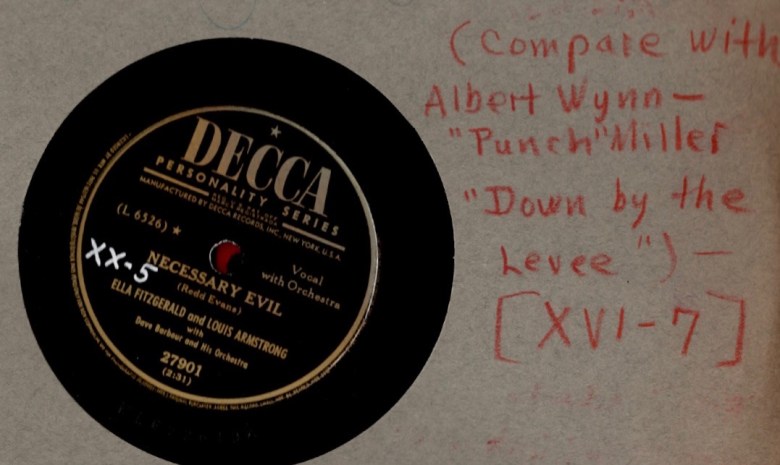 DECCA
PERSONALITY SERIES
MANUFACTURED BY DECCA RECORDS, INC., NEW YORK, U.S.A.
(L 6526) ★
Vocal
with Orchestra
XX-5
NECESSARY EVIL
(Redd Evans)
ELLA FITZGERALD and LOUIS ARMSTRONG
with
Dave Barbour and His Orchestra
27901
(2:31)
(Compare with
Albert Wynn—
"Punch" Miller
"Down by the
Levee") —
[XVI-7]